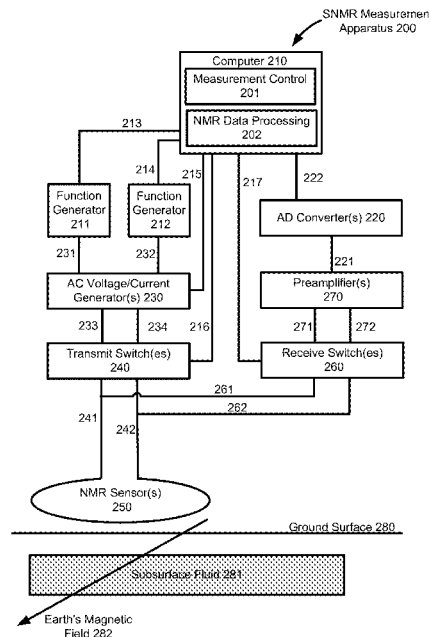 SNMR Measurement
Apparatus 200
Computer 210
Measurement Control
201
NMR Data Processing
202
213
214
215
217
222
Function
Generator
211
Function
Generator
212
AD Converter(s) 220
231
232
221
AC Voltage/Current
Generator(s) 230
Preamplifier(s)
270
233
234
216
271
272
Transmit Switch(es)
240
Receive Switch(es)
260
261
241
262
242
NMR Sensor(s)
250
Ground Surface 280
Subsurface Fluid 281
Earth's Magnetic
Field 282